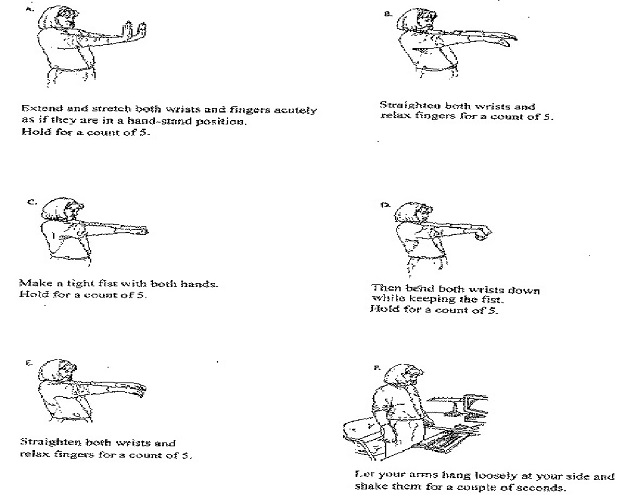 A.
Extend and stretch both wrists and fingers acutely
as if they are in a hand-stand position.
Hold for a count of 5.
B.
Straighten both wrists and
relax fingers for a count of 5.
C.
Make a tight fist with both hands.
Hold for a count of 5.
D.
Then bend both wrists down
while keeping the fist.
Hold for a count of 5.
E.
Straighten both wrists and
relax fingers for a count of 5.
F.
Let your arms hang loosely at your side and
shake them for a couple of seconds.